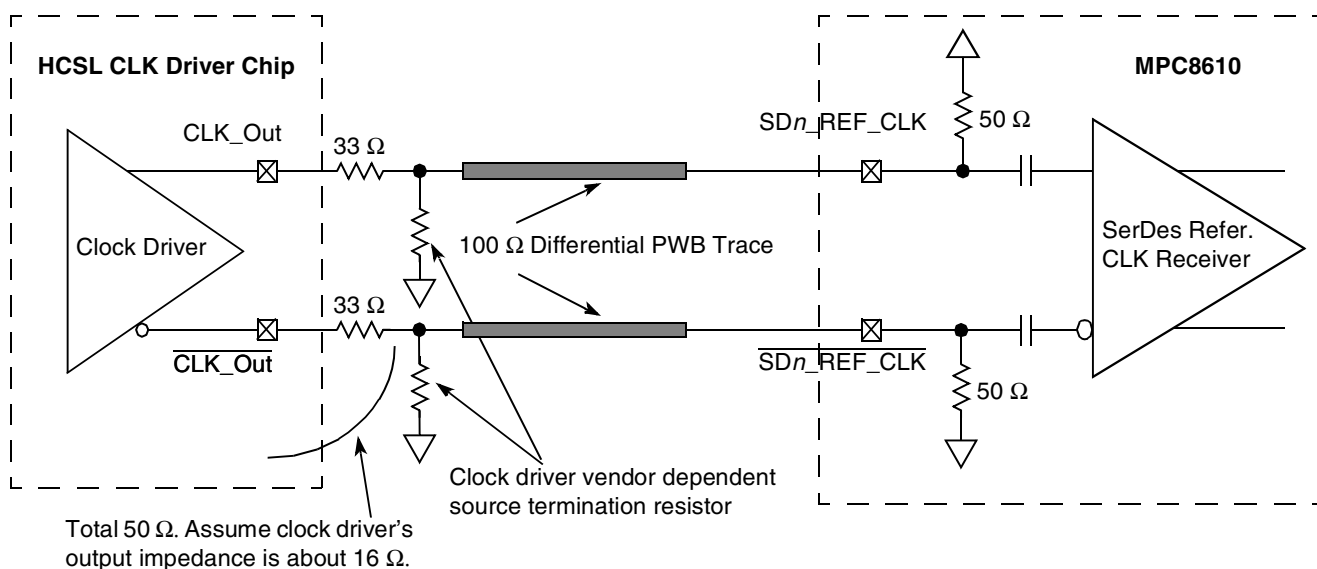 HCSL CLK Driver Chip
MPC8610
CLK_Out
33 Ω
SDn_REF_CLK
50 Ω
Clock Driver
100 Ω Differential PWB Trace
SerDes Refer.
CLK Receiver
33 Ω
CLK_Out
SDn_REF_CLK
50 Ω
Clock driver vendor dependent
source termination resistor
Total 50 Ω. Assume clock driver's
output impedance is about 16 Ω.